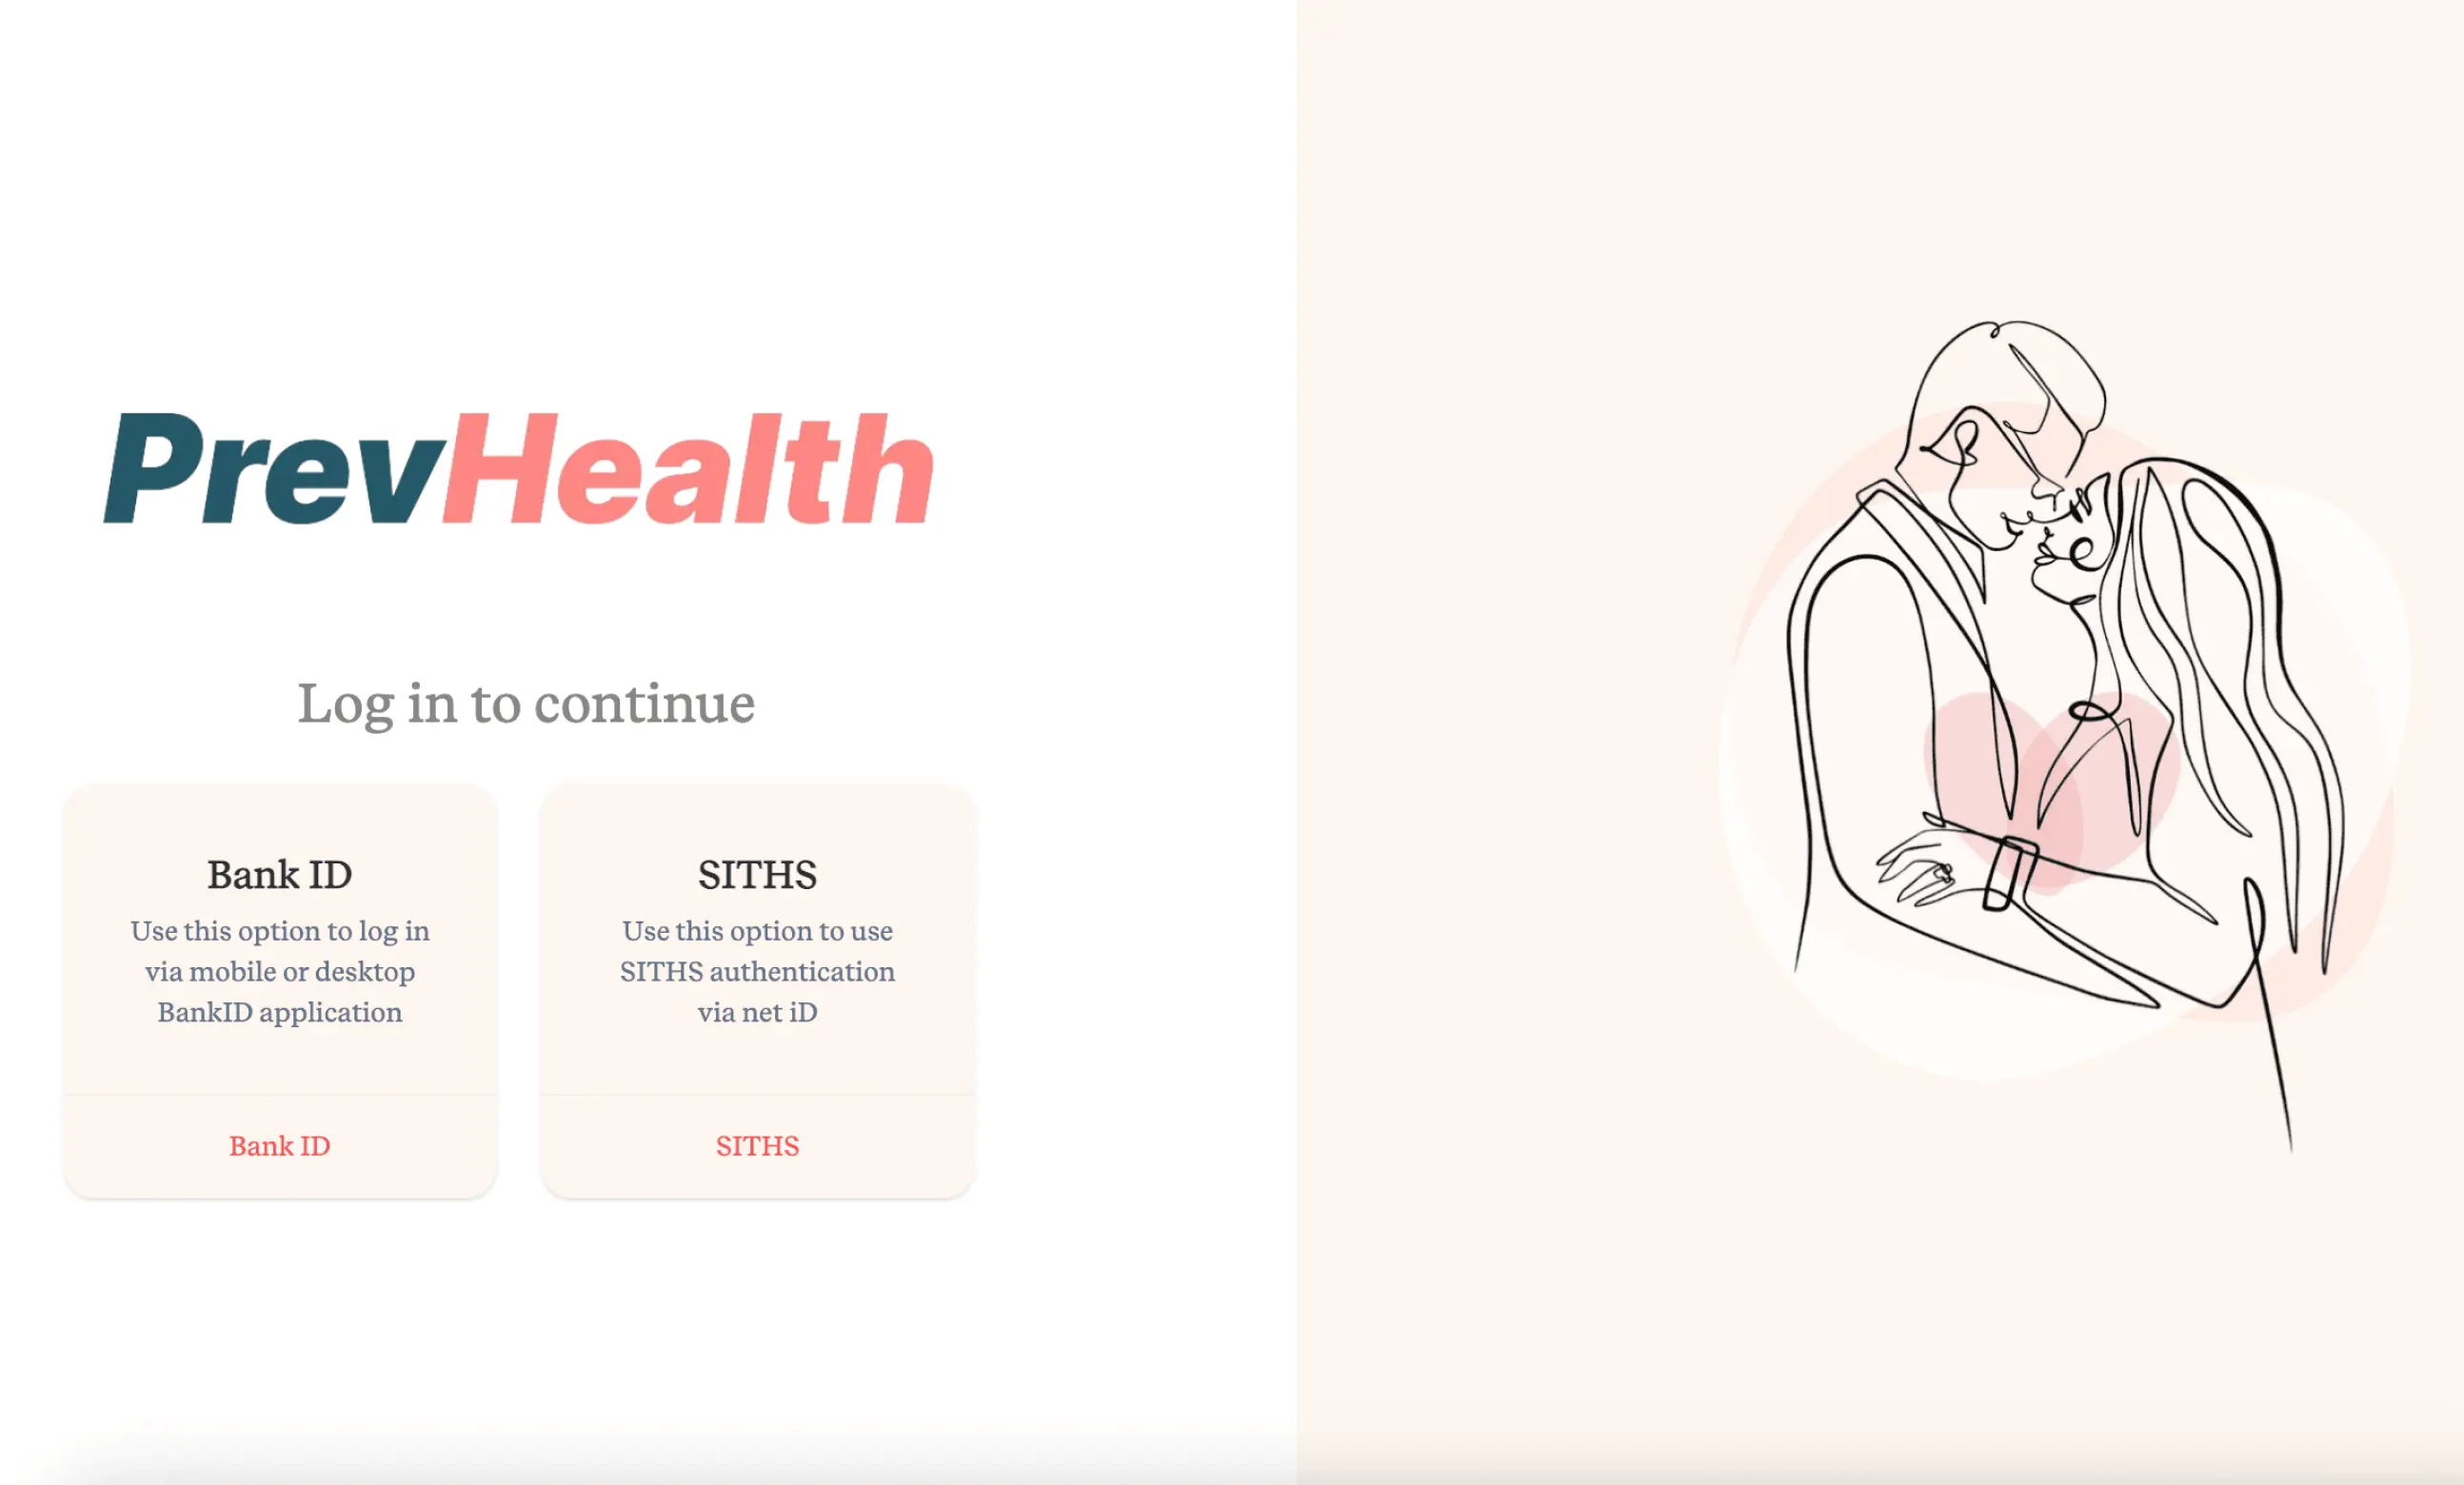 PrevHealth
Log in to continue
Bank ID
Use this option to log in
via mobile or desktop
BankID application
Bank ID
SITHS
Use this option to use
SITHS authentication
via net iD
SITHS